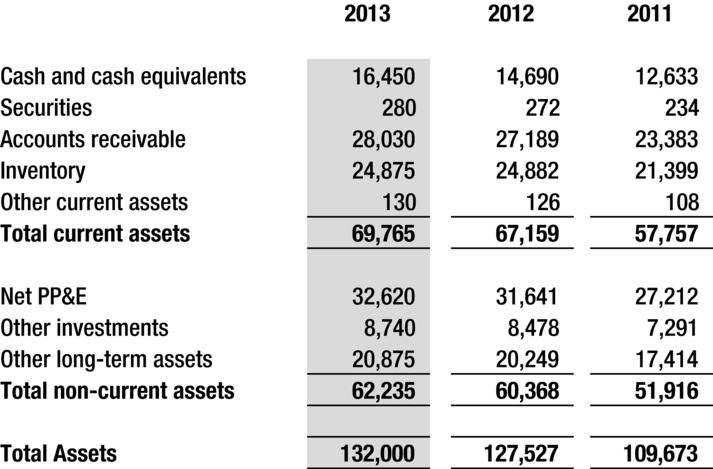 2013 2012 2011
Cash and cash equivalents 16,450 14,690 12,633
Securities 280 272 234
Accounts receivable 28,030 27,189 23,383
Inventory 24,875 24,882 21,399
Other current assets 130 126 108
Total current assets 69,765 67,159 57,757
Net PP&E 32,620 31,641 27,212
Other investments 8,740 8,478 7,291
Other long-term assets 20,875 20,249 17,414
Total non-current assets 62,235 60,368 51,916
Total Assets 132,000 127,527 109,673